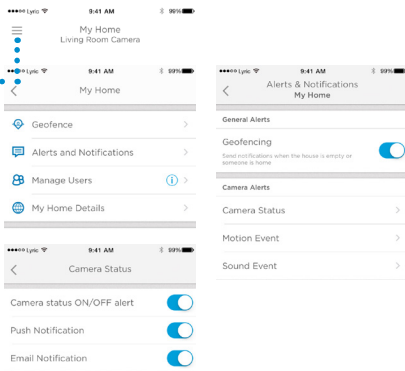 Lyric 9:41 AM 99%
My Home
Living Room Camera
Lyric 9:41 AM 99%
My Home
Geofence
Alerts and Notifications
Manage Users
My Home Details
Lyric 9:41 AM 99%
Camera Status
Camera status ON/OFF alert
Push Notification
Email Notification
Lyric 9:41 AM 99%
Alerts & Notifications
My Home
General Alerts
Geofencing
Send notifications when the house is empty or
someone is home
Camera Alerts
Camera Status
Motion Event
Sound Event